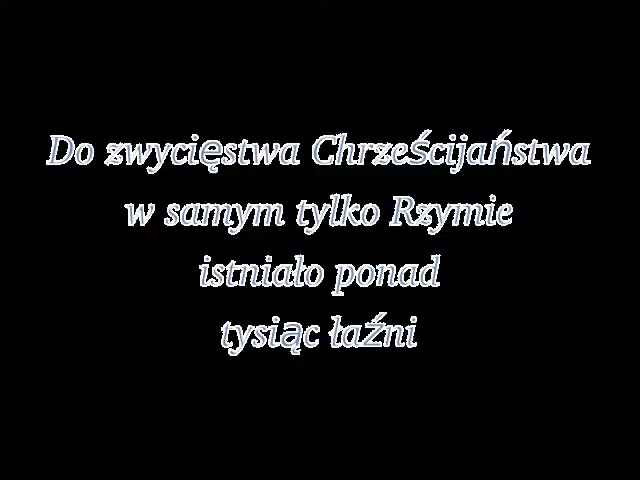 Do zwycięstwa Chrześcijaństwa
w samym tylko Rzymie
istniało ponad
tysiąc łaźni